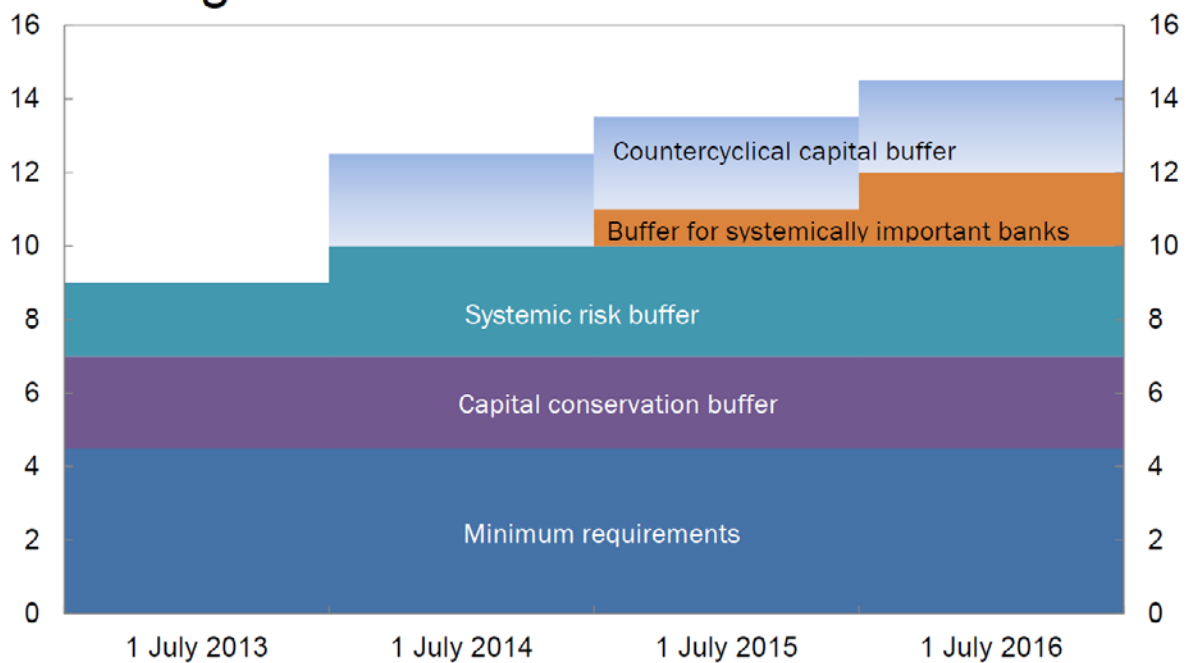 16 16
14 14
Countercyclical capital buffer
12 12
Buffer for systemically important banks
10 10
Systemic risk buffer
8 8
6 6
Capital conservation buffer
4 4
Minimum requirements
2 2
0 0
1 July 2013 1 July 2014 1 July 2015 1 July 2016